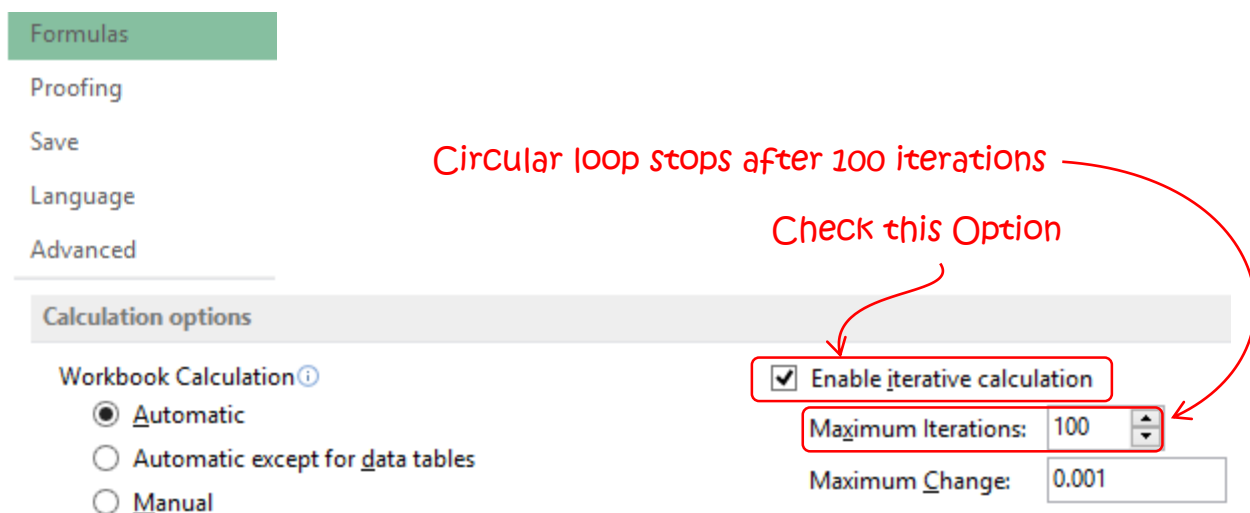 Formulas
Proofing
Save
Language
Advanced
Circular loop stops after 100 iterations
Check this Option
Calculation options
Workbook Calculation
Automatic
Automatic except for data tables
Manual
Enable iterative calculation
Maximum Iterations: 100
Maximum Change: 0.001